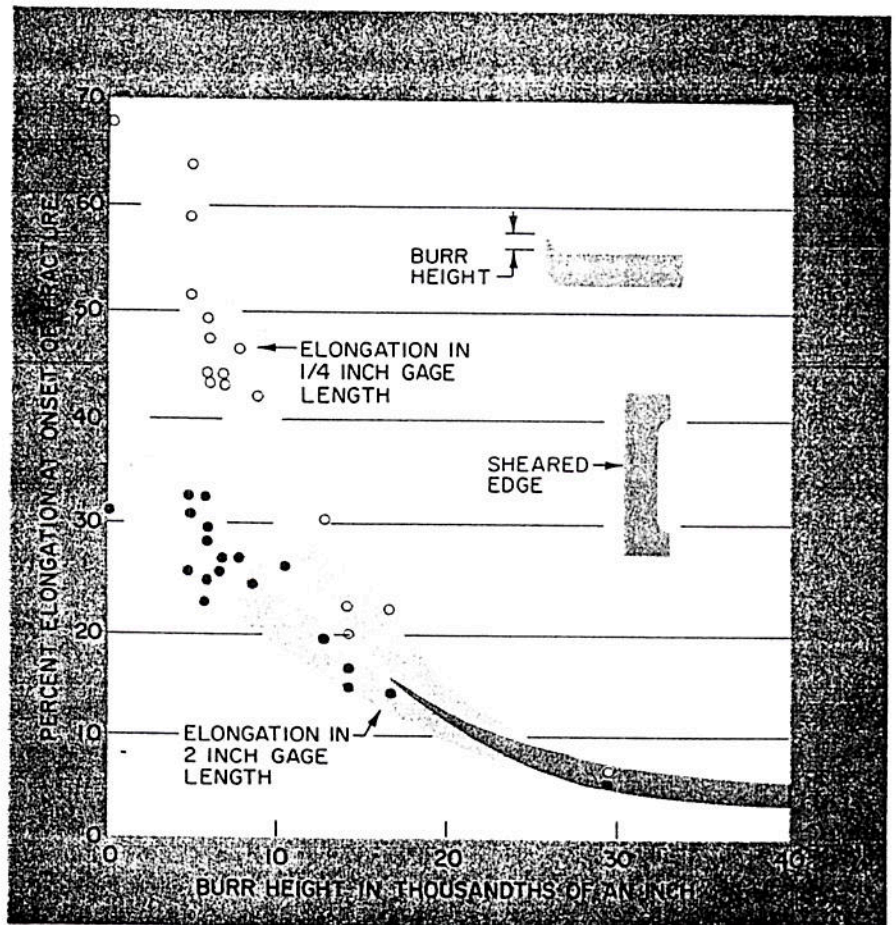 70
60
50
40
30
20
10
0
PERCENT ELONGATION AT ONSET OF FRACTURE
BURR
HEIGHT
ELONGATION IN
1/4 INCH GAGE
LENGTH
SHEARED
EDGE
ELONGATION IN
2 INCH GAGE
LENGTH
0 10 20 30 40
BURR HEIGHT IN THOUSANDTHS OF AN INCH